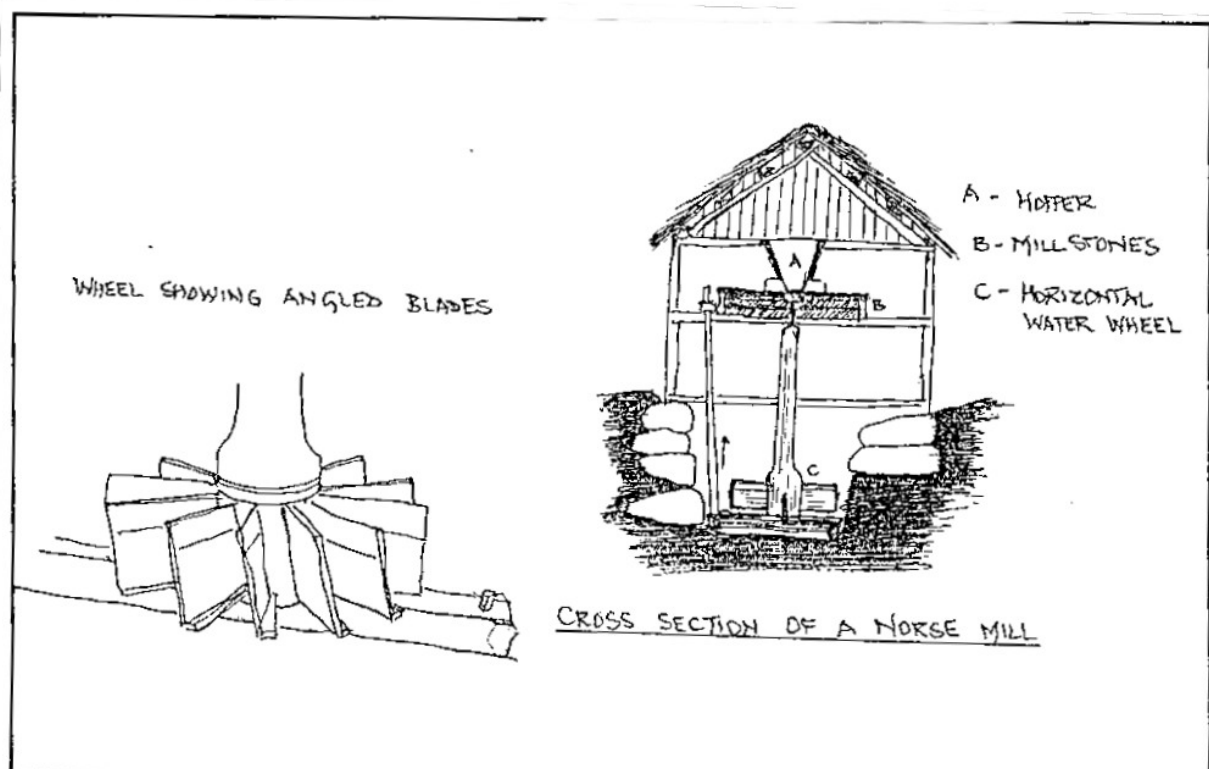 WHEEL SHOWING ANGLED BLADES
A
B
C
A - HOPPER
B - MILL STONES
C - HORIZONTAL
WATER WHEEL
CROSS SECTION OF A NORSE MILL